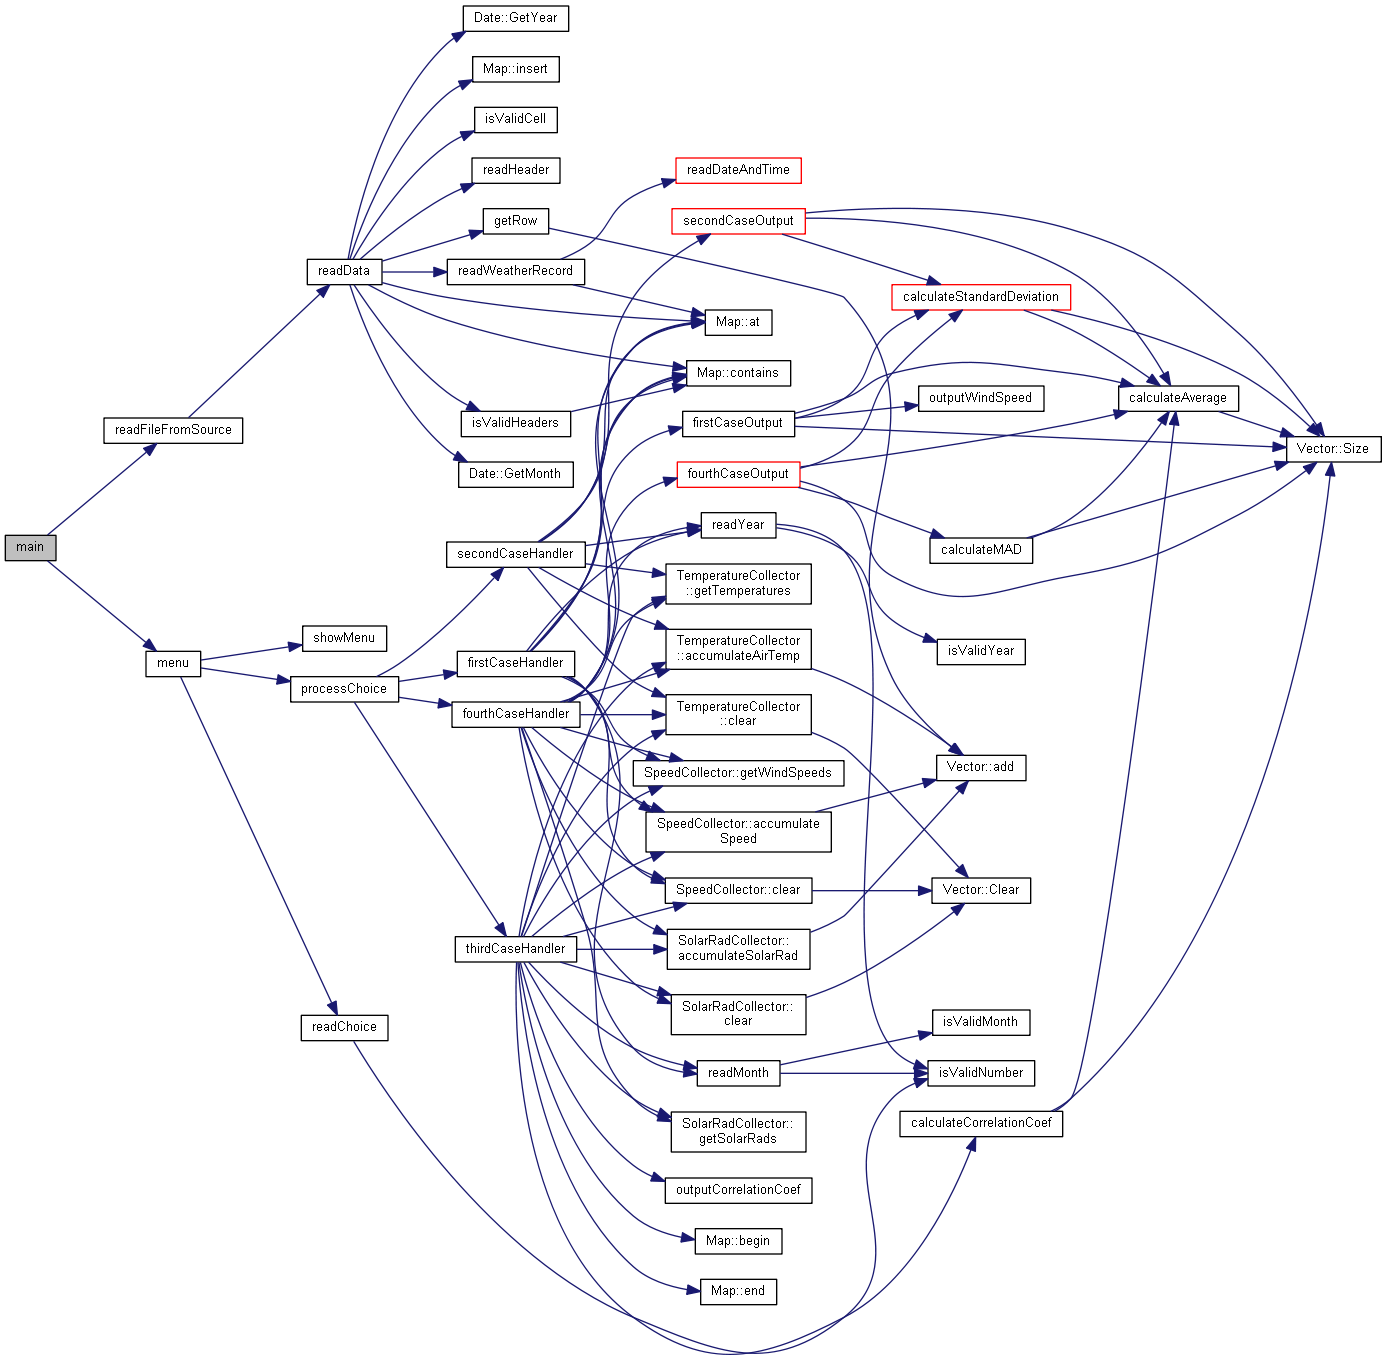 Date::GetYear
Map::insert
isValidCell
readHeader
readDateAndTime
secondCaseOutput
getRow
readData
readWeatherRecord
calculateStandardDeviation
Map::at
Map::contains
outputWindSpeed
calculateAverage
firstCaseOutput
isValidHeaders
readFileFromSource
Vector::Size
Date::GetMonth
fourthCaseOutput
readYear
main
secondCaseHandler
calculateMAD
TemperatureCollector
::getTemperatures
showMenu
TemperatureCollector
::accumulateAirTemp
isValidYear
menu
firstCaseHandler
processChoice
fourthCaseHandler
TemperatureCollector
::clear
SpeedCollector::getWindSpeeds
Vector::add
SpeedCollector::accumulate
Speed
SpeedCollector::clear
Vector::Clear
thirdCaseHandler
SolarRadCollector::
accumulateSolarRad
SolarRadCollector::
clear
readChoice
isValidMonth
readMonth
isValidNumber
SolarRadCollector::
getSolarRads
calculateCorrelationCoef
outputCorrelationCoef
Map::begin
Map::end